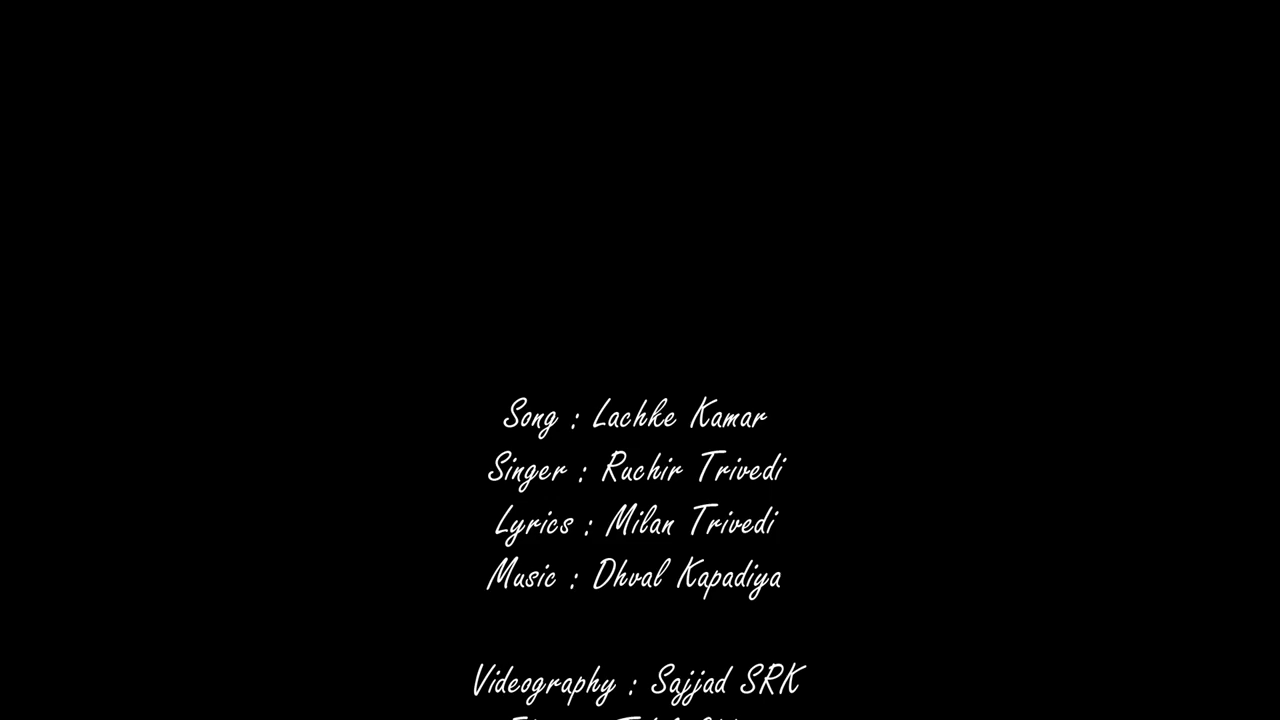 Song : Lachke Kamar
Singer : Ruchir Trivedi
Lyrics : Milan Trivedi
Music : Dhval Kapadiya
Videography : Sajjad SRK